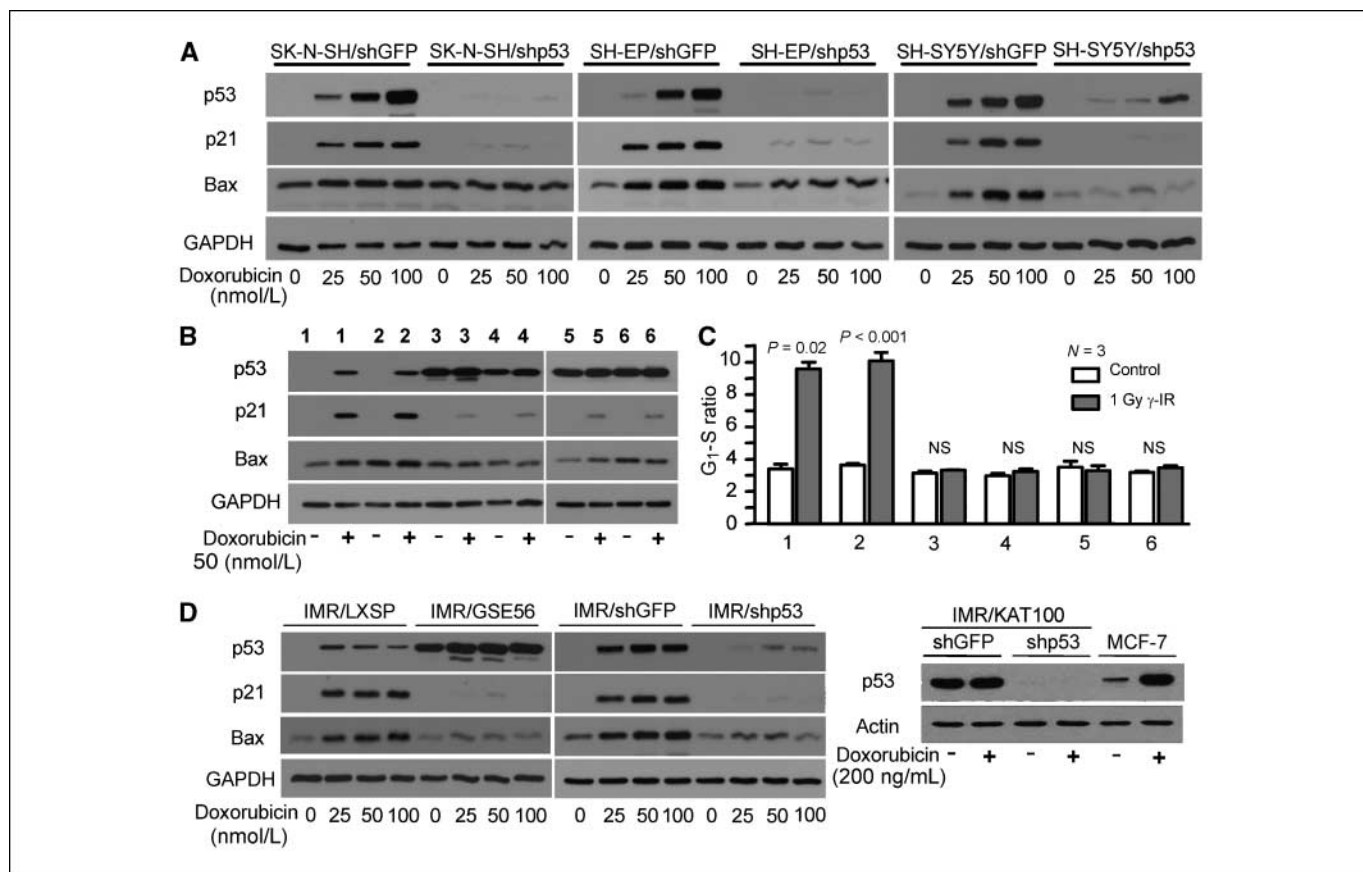 A
SK-N-SH/shGFP SK-N-SH/shp53 SH-EP/shGFP SH-EP/shp53 SH-SY5Y/shGFP SH-SY5Y/shp53
p53
p21
Bax
GAPDH
Doxorubicin 0 25 50 100 0 25 50 100 0 25 50 100 0 25 50 100 0 25 50 100 0 25 50 100
(nmol/L)
B
1 1 2 2 3 3 4 4 5 5 6 6
p53
p21
Bax
GAPDH
Doxorubicin - + - + - + - + - + - +
50 (nmol/L)
C
P = 0.02 P < 0.001
N = 3
Control
1 Gy γ-IR
NS NS NS NS
G1-S ratio
10
8
6
4
2
0
1 2 3 4 5 6
D
IMR/LXSP IMR/GSE56 IMR/shGFP IMR/shp53
p53
p21
Bax
GAPDH
Doxorubicin 0 25 50 100 0 25 50 100 0 25 50 100 0 25 50 100
(nmol/L)
IMR/KAT100
shGFP shp53 MCF-7
p53
Actin
Doxorubicin - + - + - +
(200 ng/mL)